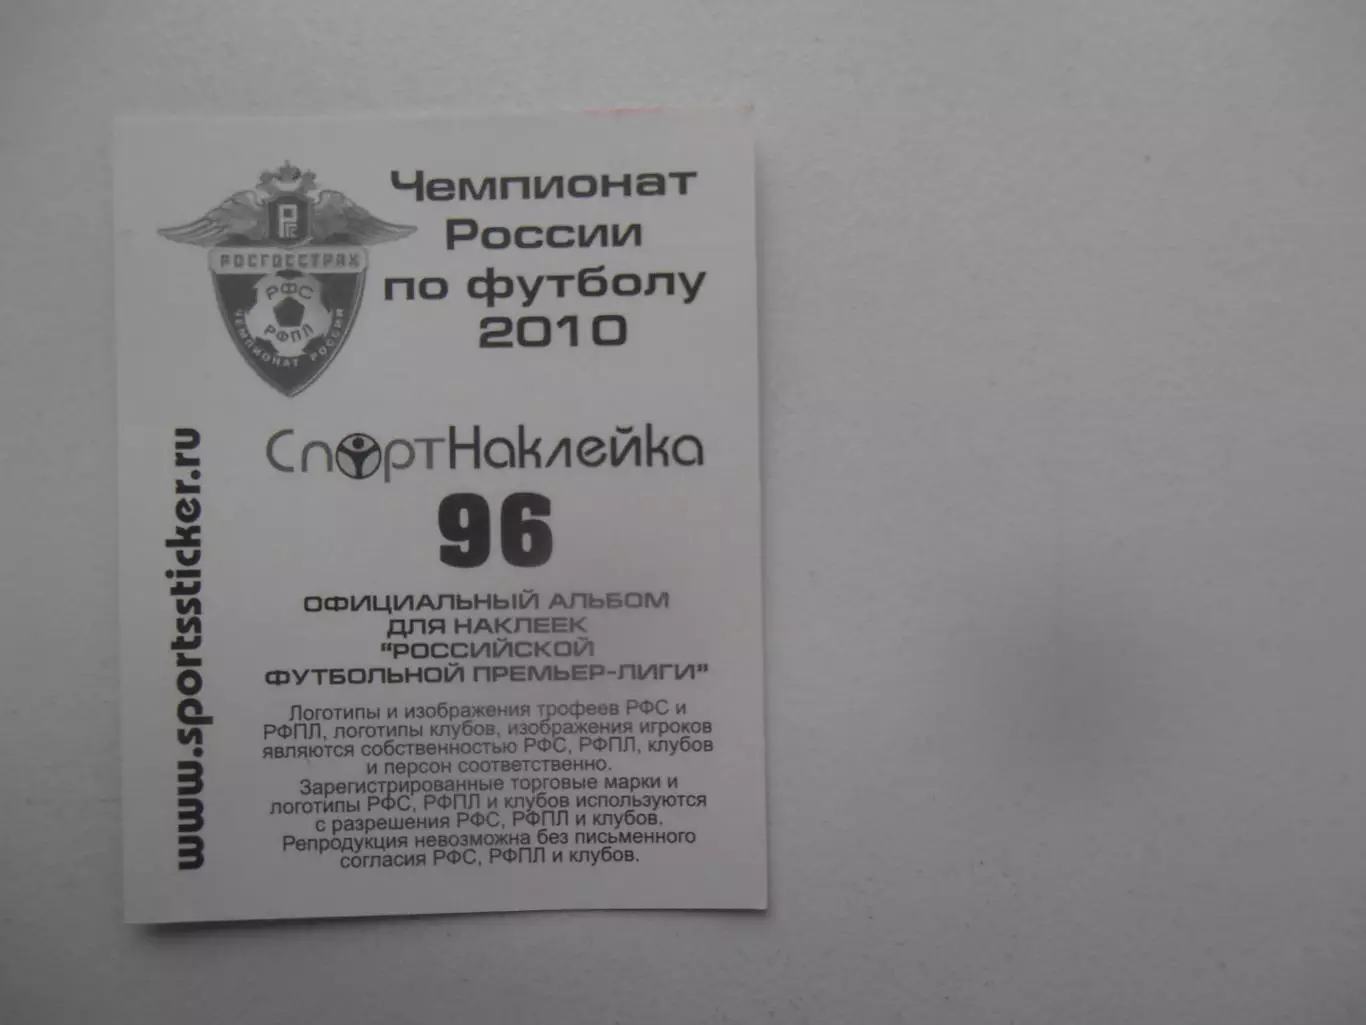 Чемпионат
России
по футболу
2010
РГС
РОСГОССТРАХ
РФС
РФПЛ
ЧЕМПИОНАТ РОССИИ
www.sportssticker.ru
СпортНаклейка
96
ОФИЦИАЛЬНЫЙ АЛЬБОМ
ДЛЯ НАКЛЕЕК
"РОССИЙСКОЙ
ФУТБОЛЬНОЙ ПРЕМЬЕР-ЛИГИ"
Логотипы и изображения трофеев РФС и
РФПЛ, логотипы клубов, изображения игроков
являются собственностью РФС, РФПЛ, клубов
и персон соответственно.
Зарегистрированные торговые марки и
логотипы РФС, РФПЛ и клубов используются
с разрешения РФС, РФПЛ и клубов.
Репродукция невозможна без письменного
согласия РФС, РФПЛ и клубов.